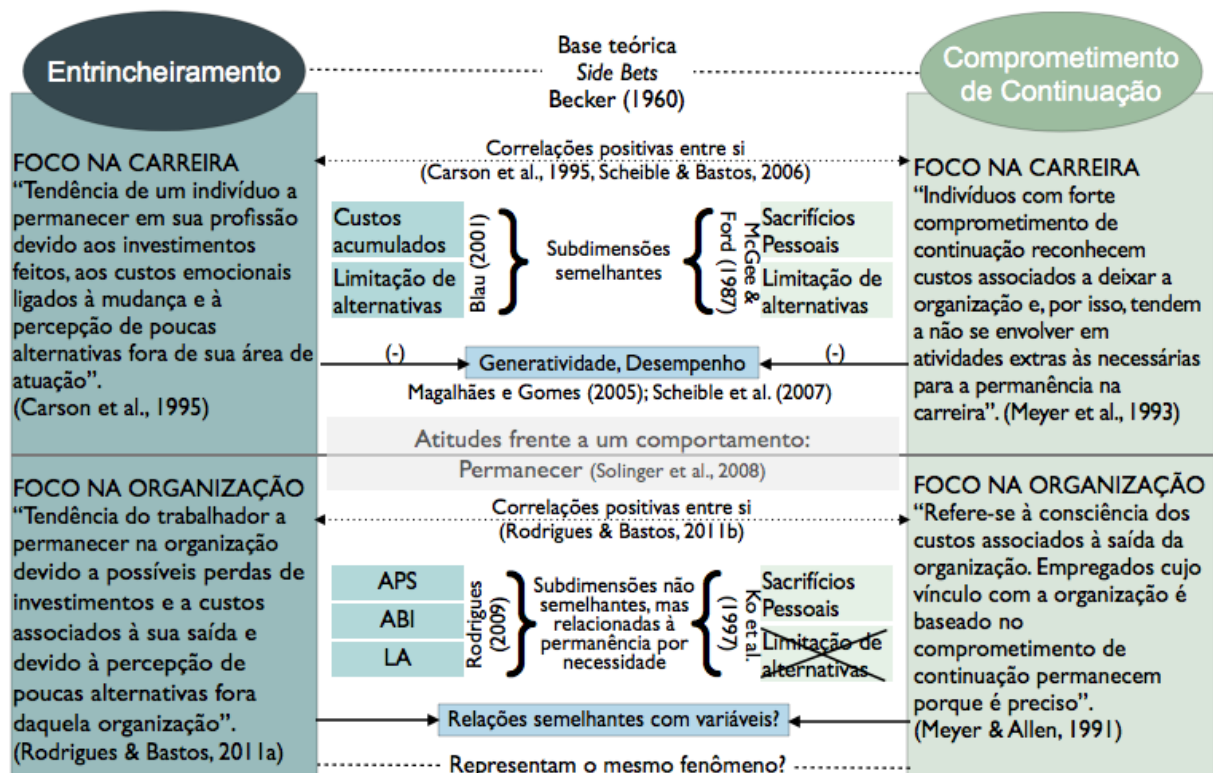 Entrincheiramento
Base teórica
Side Bets
Becker (1960)
Comprometimento
de Continuação
FOCO NA CARREIRA
“Tendência de um indivíduo a
permanecer em sua profissão
devido aos investimentos
feitos, aos custos emocionais
ligados à mudança e à
percepção de poucas
alternativas fora de sua área de
atuação”.
(Carson et al., 1995)
Correlações positivas entre si
(Carson et al., 1995, Scheible & Bastos, 2006)
Custos
acumulados
Limitação de
alternativas
Blau (2001)
Subdimensões
semelhantes
McGee &
Ford (1987)
Sacrifícios
Pessoais
Limitação de
alternativas
(-)
Generatividade, Desempenho
(-)
Magalhães e Gomes (2005); Scheible et al. (2007)
FOCO NA CARREIRA
“Indivíduos com forte
comprometimento de
continuação reconhecem
custos associados a deixar a
organização e, por isso, tendem
a não se envolver em
atividades extras às necessárias
para a permanência na
carreira”. (Meyer et al., 1993)
Atitudes frente a um comportamento:
Permanecer (Solinger et al., 2008)
FOCO NA ORGANIZAÇÃO
“Tendência do trabalhador a
permanecer na organização
devido a possíveis perdas de
investimentos e a custos
associados à sua saída e
devido à percepção de
poucas alternativas fora
daquela organização”.
(Rodrigues & Bastos, 2011a)
Correlações positivas entre si
(Rodrigues & Bastos, 2011b)
APS
ABI
LA
Rodrigues
(2009)
Subdimensões não
semelhantes, mas
relacionadas à
permanência por
necessidade
Ko et al.
(1997)
Sacrifícios
Pessoais
Limitação de
alternativas
Relações semelhantes com variáveis?
Representam o mesmo fenômeno?
FOCO NA ORGANIZAÇÃO
“Refere-se à consciência dos
custos associados à saída da
organização. Empregados cujo
vínculo com a organização é
baseado no
comprometimento de
continuação permanecem
porque é preciso”.
(Meyer & Allen, 1991)